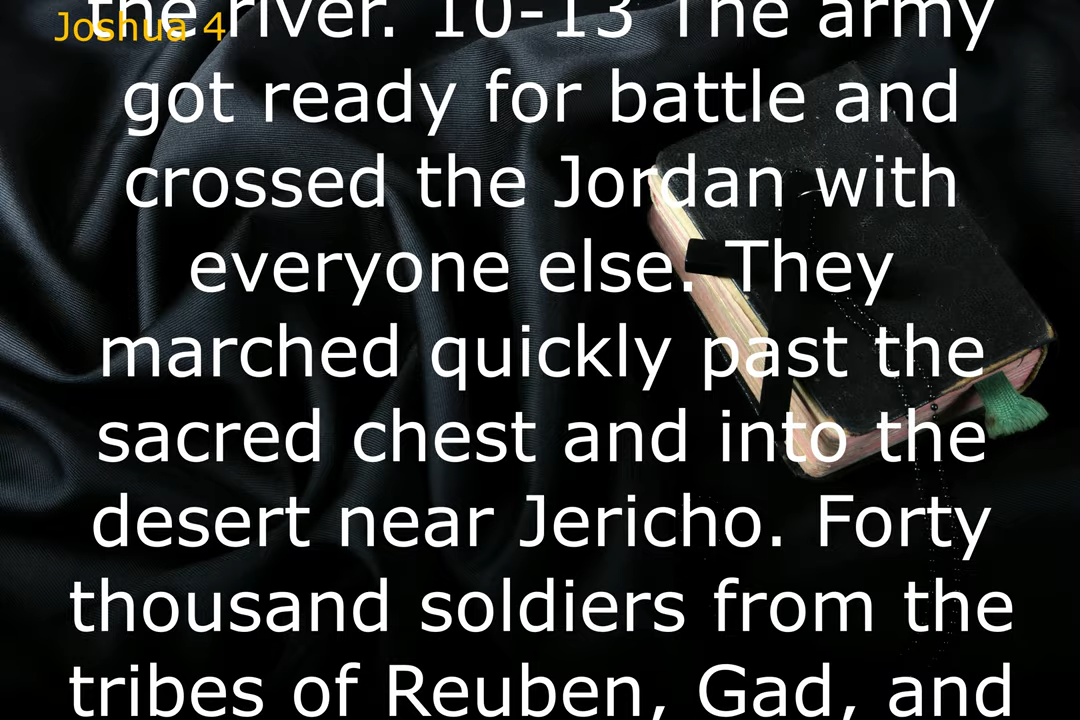 Joshua 4
the river. 10-13 The army
got ready for battle and
crossed the Jordan with
everyone else. They
marched quickly past the
sacred chest and into the
desert near Jericho. Forty
thousand soldiers from the
tribes of Reuben, Gad, and